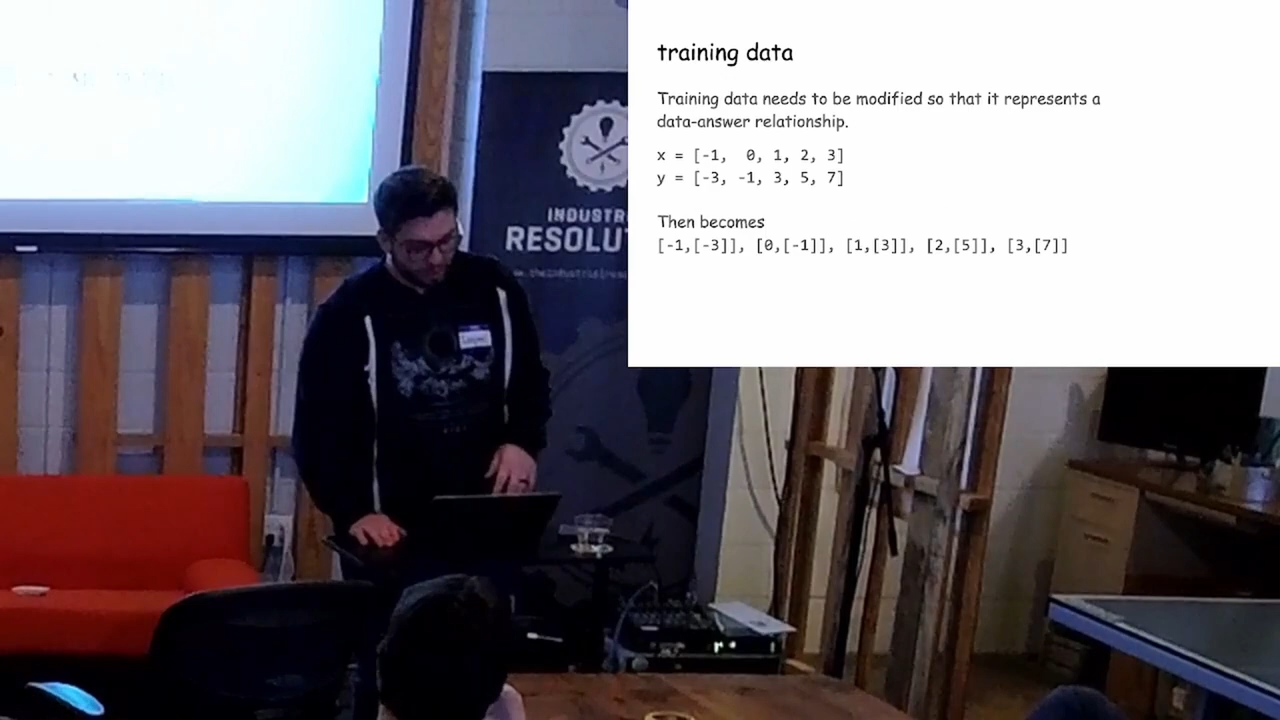 training data
Training data needs to be modified so that it represents a
data-answer relationship.
x = [-1,  0, 1, 2, 3]
y = [-3, -1, 3, 5, 7]
Then becomes
[-1,[-3]], [0,[-1]], [1,[3]], [2,[5]], [3,[7]]